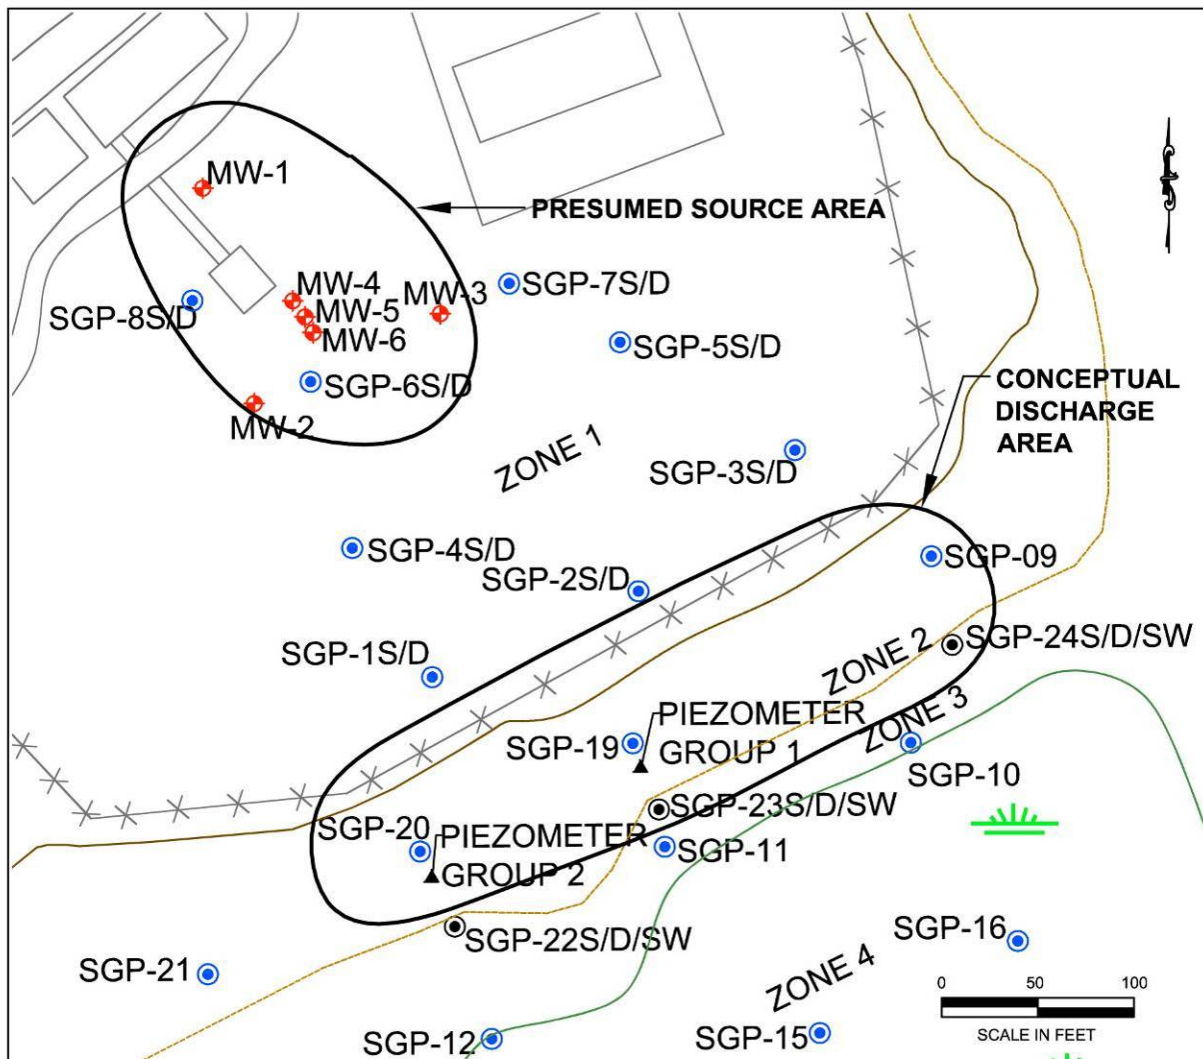 MW-1
PRESUMED SOURCE AREA
MW-4
MW-3
SGP-7S/D
SGP-8S/D
MW-5
MW-6
SGP-5S/D
SGP-6S/D
MW-2
CONCEPTUAL
DISCHARGE
AREA
ZONE 1
SGP-3S/D
SGP-4S/D
SGP-2S/D
SGP-09
SGP-1S/D
ZONE 2
SGP-24S/D/SW
ZONE 3
SGP-19
PIEZOMETER
GROUP 1
SGP-10
SGP-23S/D/SW
SGP-20
PIEZOMETER
GROUP 2
SGP-11
SGP-22S/D/SW
SGP-16
SGP-21
ZONE 4
SGP-12
SGP-15
0 50 100
SCALE IN FEET